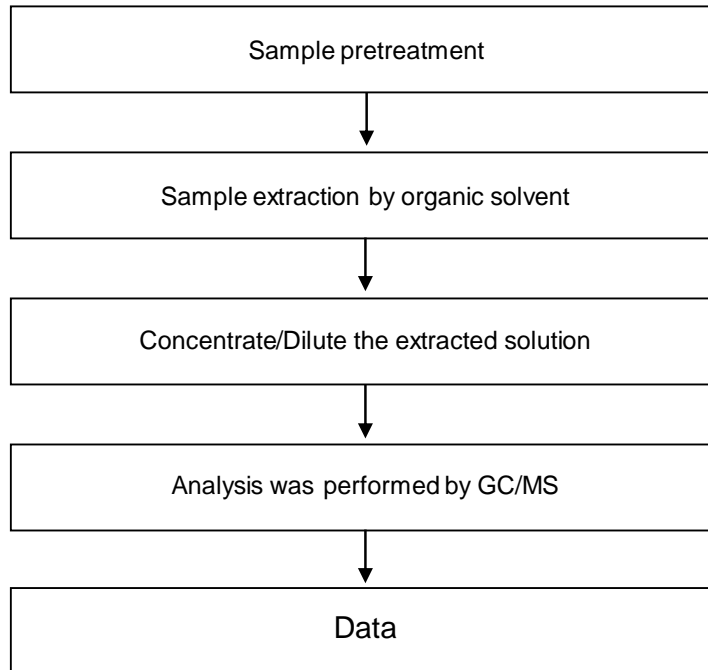 Sample pretreatment
Sample extraction by organic solvent
Concentrate/Dilute the extracted solution
Analysis was performed by GC/MS
Data